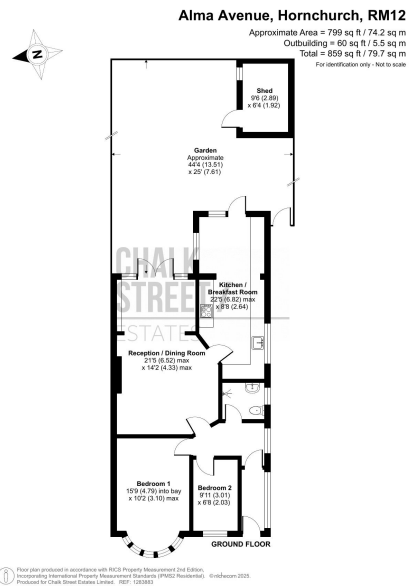 Alma Avenue, Hornchurch, RM12
Approximate Area = 799 sq ft / 74.2 sq m
Outbuilding = 60 sq ft / 5.5 sq m
Total = 859 sq ft / 79.7 sq m
For identification only - Not to scale
N
Shed
9'6 (2.89)
x 6'4 (1.92)
Garden
Approximate
44'4 (13.51)
x 25' (7.61)
CHALK
STREET
ESTATES
Kitchen /
Breakfast Room
22'5 (6.82) max
x 8'8 (2.64)
Reception / Dining Room
21'5 (6.52) max
x 14'2 (4.33) max
Bedroom 1
15'9 (4.79) into bay
x 10'2 (3.10) max
Bedroom 2
9'11 (3.01)
x 6'8 (2.03)
GROUND FLOOR
Floor plan produced in accordance with RICS Property Measurement 2nd Edition,
Incorporating International Property Measurement Standards (IPMS2 Residential). ©nichecom 2025.
Produced for Chalk Street Estates Limited. REF: 1283883